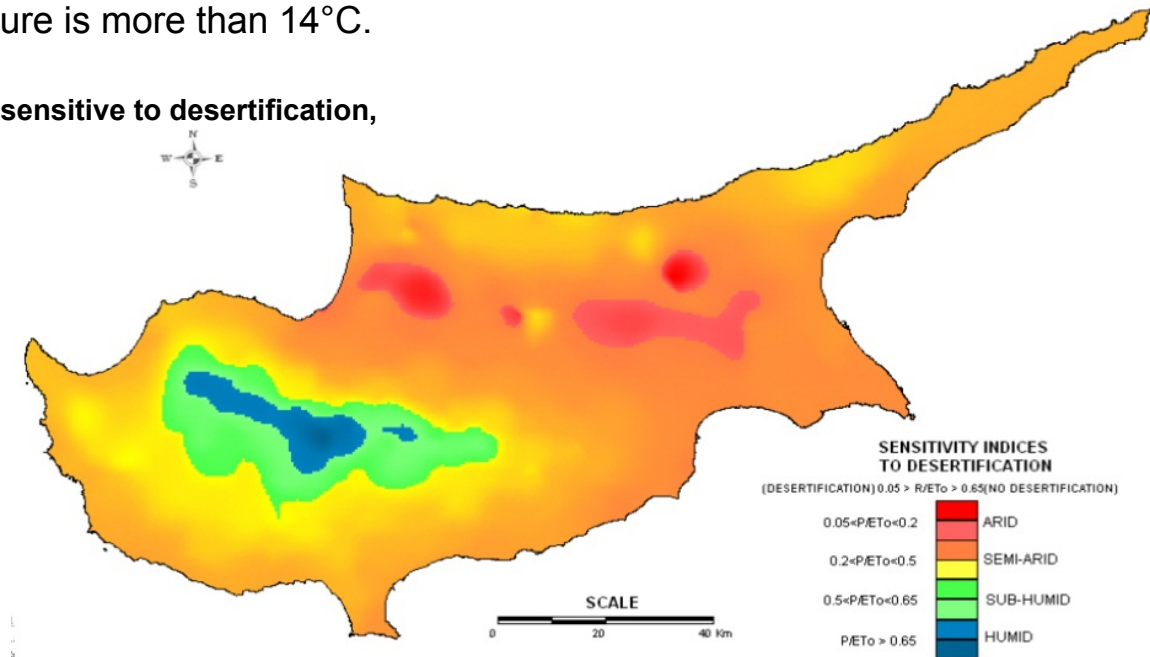 ure is more than 14°C.
sensitive to desertification,
N
W E
S
SENSITIVITY INDICES
TO DESERTIFICATION
(DESERTIFICATION) 0.05 > R/ETo > 0.65(NO DESERTIFICATION)
0.05<P/ETo<0.2 ARID
0.2<P/ETo<0.5 SEMI-ARID
0.5<P/ETo<0.65 SUB-HUMID
P/ETo > 0.65 HUMID
SCALE
0 20 40 Km